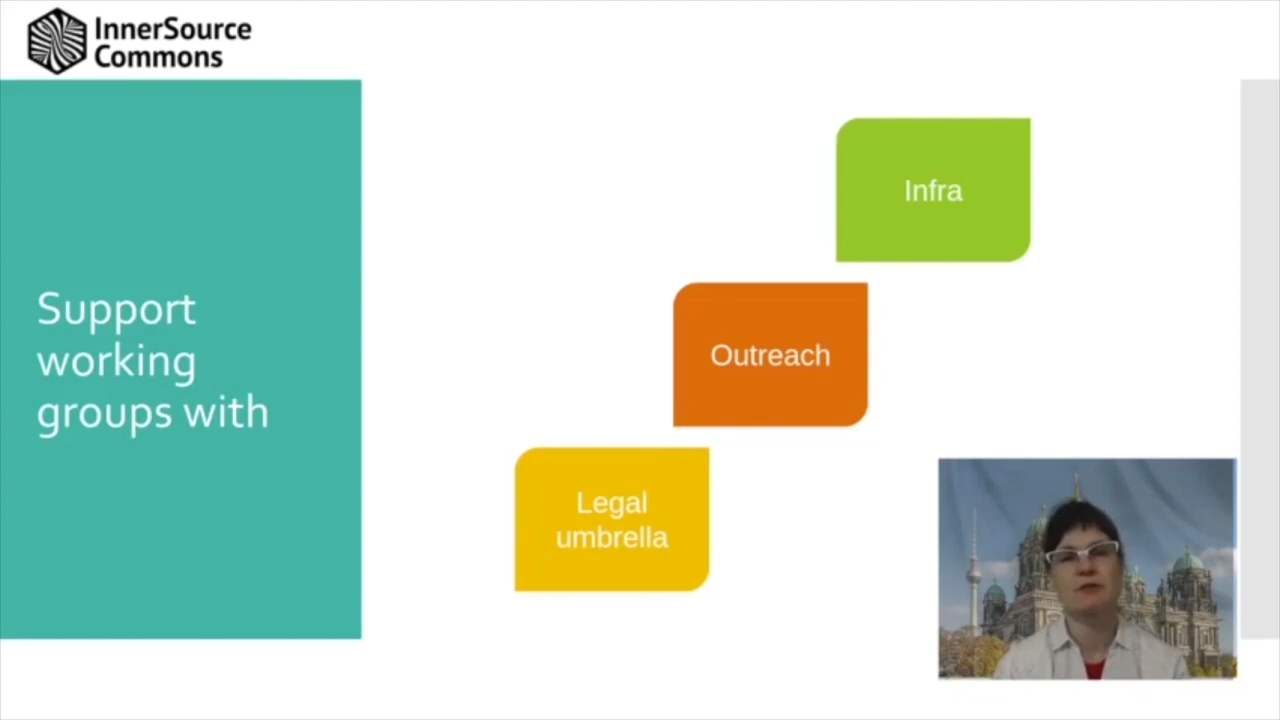 InnerSource
Commons
Support
working
groups with
Infra
Outreach
Legal
umbrella